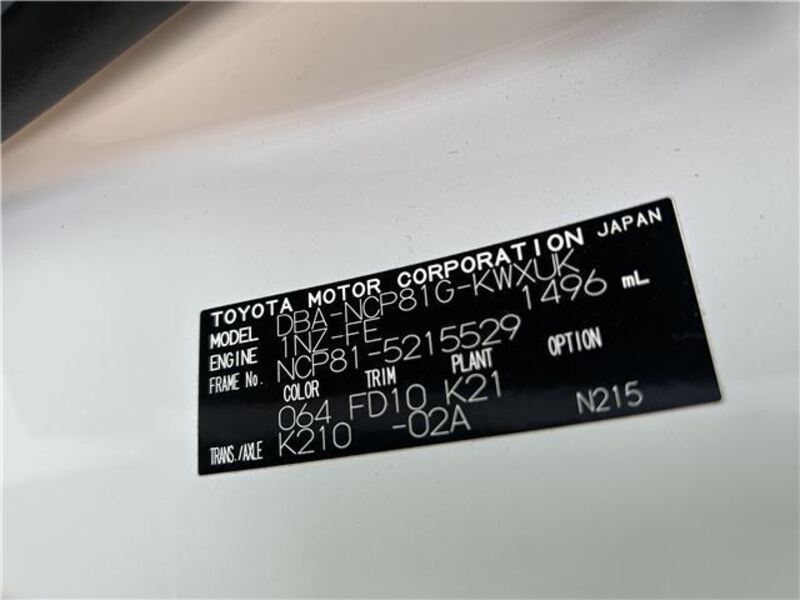 TOYOTA MOTOR CORPORATION JAPAN
MODEL DBA-NCP81G-KWXUK
ENGINE 1NZ-FE 1496 mL
FRAME No. NCP81-5215529
COLOR TRIM PLANT OPTION
064 FD10 K21
TRANS./AXLE K210 -02A N215